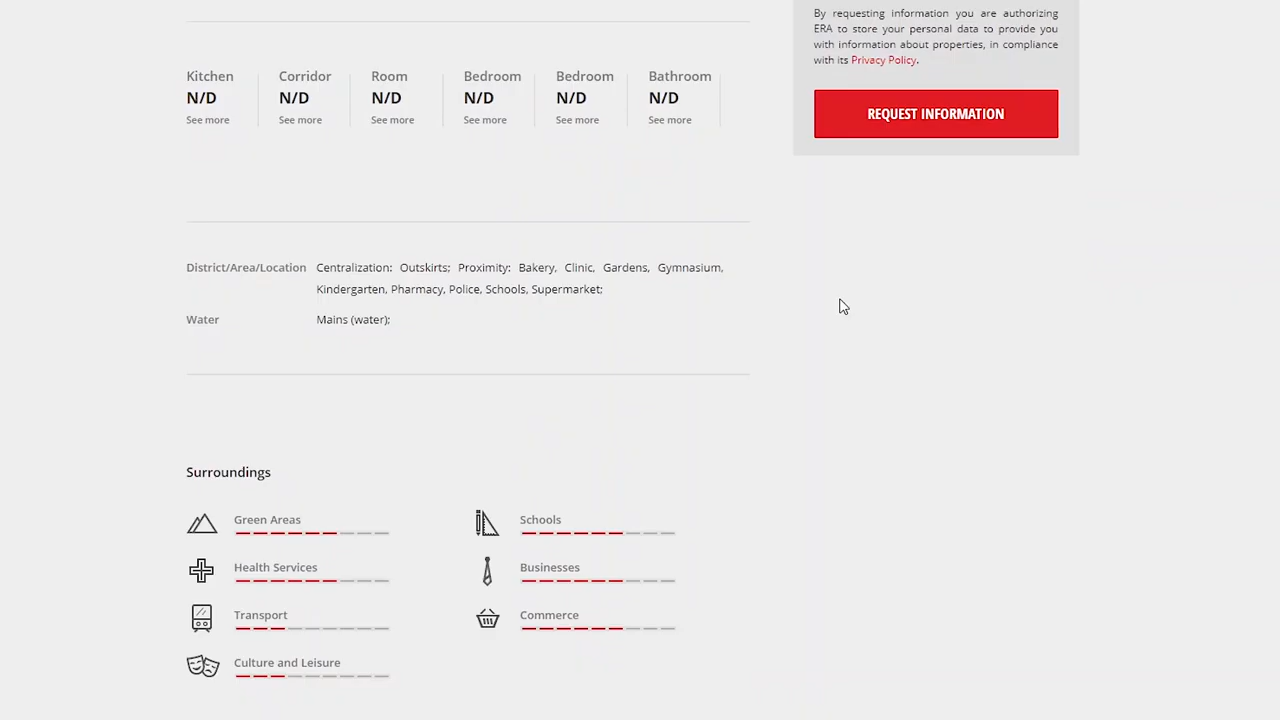 By requesting information you are authorizing
ERA to store your personal data to provide you
with information about properties, in compliance
with its Privacy Policy.
REQUEST INFORMATION
Kitchen Corridor Room Bedroom Bedroom Bathroom
N/D N/D N/D N/D N/D N/D
See more See more See more See more See more See more
District/Area/Location Centralization: Outskirts; Proximity: Bakery, Clinic, Gardens, Gymnasium,
Kindergarten, Pharmacy, Police, Schools, Supermarket;
Water Mains (water);
Surroundings
Green Areas Schools
Health Services Businesses
Transport Commerce
Culture and Leisure